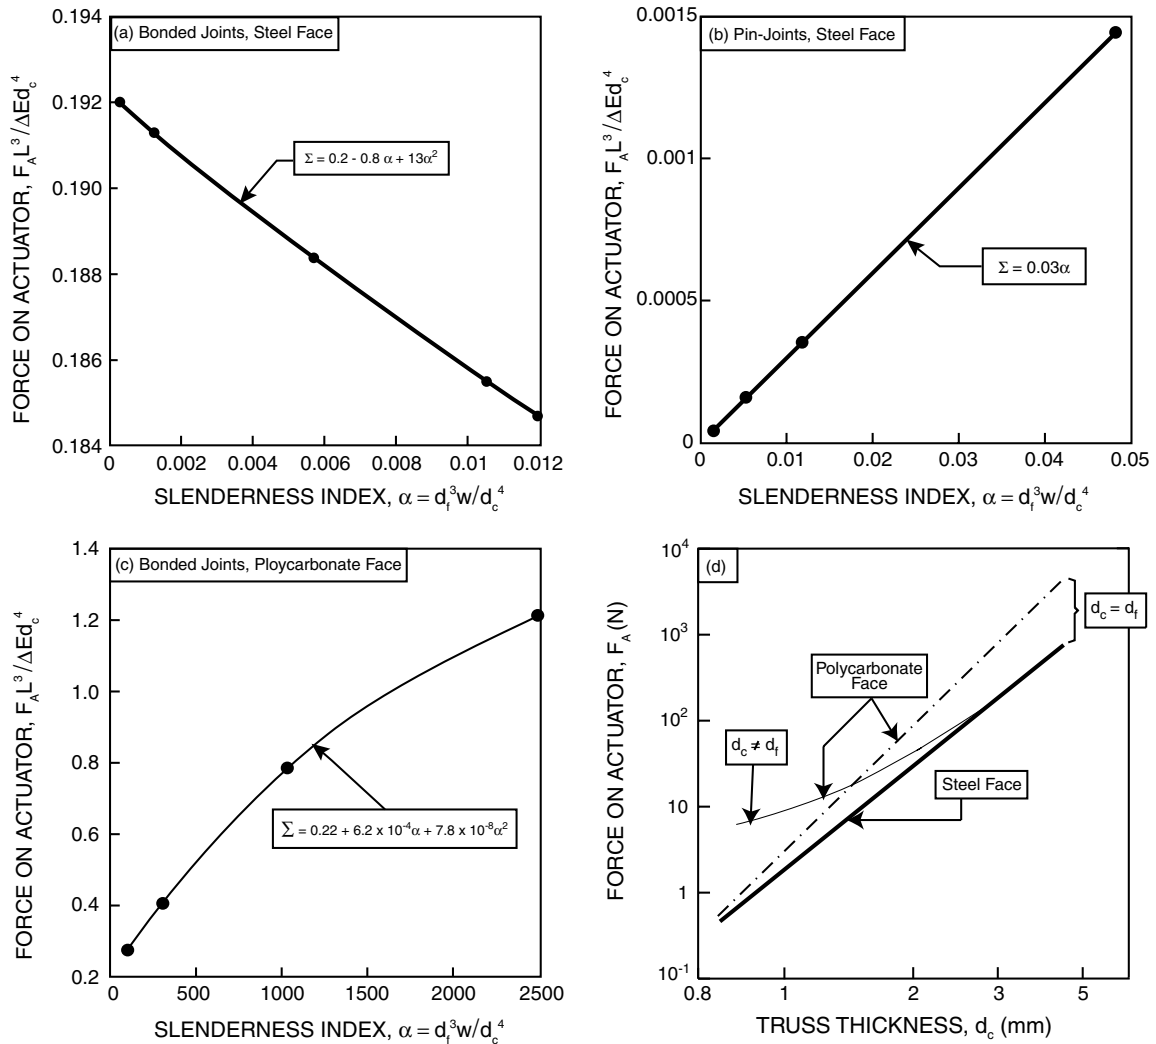 (a) Bonded Joints, Steel Face
FORCE ON ACTUATOR, F_A L^3/ΔEd_c^4
0.194
0.192
0.190
0.188
0.186
0.184
Σ = 0.2 - 0.8 α + 13α^2
0 0.002 0.004 0.006 0.008 0.01 0.012
SLENDERNESS INDEX, α = d_f^3 w/d_c^4
(b) Pin-Joints, Steel Face
FORCE ON ACTUATOR, F_A L^3/ΔEd_c^4
0.0015
0.001
0.0005
0
Σ = 0.03α
0 0.01 0.02 0.03 0.04 0.05
SLENDERNESS INDEX, α = d_f^3 w/d_c^4
(c) Bonded Joints, Ploycarbonate Face
FORCE ON ACTUATOR, F_A L^3/ΔEd_c^4
1.4
1.2
1.0
0.8
0.6
0.4
0.2
Σ = 0.22 + 6.2 x 10^-4 α + 7.8 x 10^-8 α^2
0 500 1000 1500 2000 2500
SLENDERNESS INDEX, α = d_f^3 w/d_c^4
(d)
FORCE ON ACTUATOR, F_A (N)
10^4
10^3
10^2
10
1
10^-1
d_c = d_f
Polycarbonate
Face
d_c ≠ d_f
Steel Face
0.8 1 2 3 5
TRUSS THICKNESS, d_c (mm)